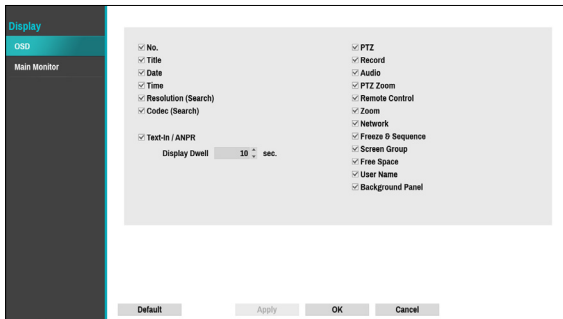 Display
OSD
Main Monitor
No.
Title
Date
Time
Resolution (Search)
Codec (Search)
Text-In / ANPR
Display Dwell 10 sec.
PTZ
Record
Audio
PTZ Zoom
Remote Control
Zoom
Network
Freeze & Sequence
Screen Group
Free Space
User Name
Background Panel
Default Apply OK Cancel